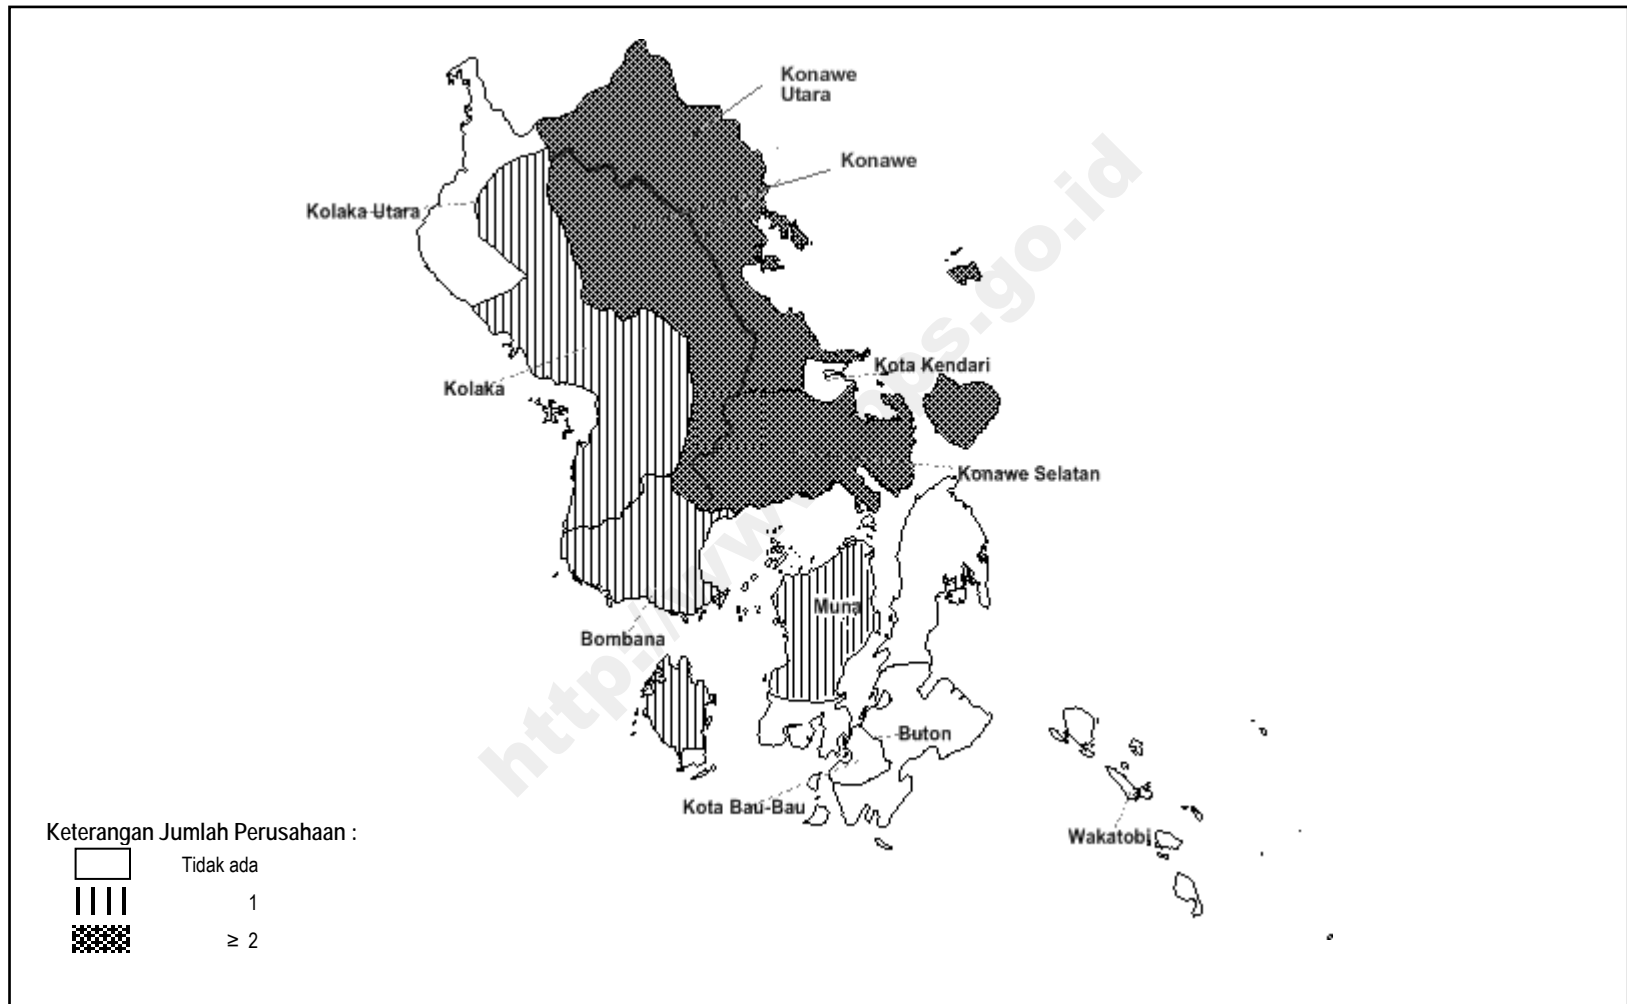 Konawe
Utara
Konawe
Kolaka Utara
Kota Kendari
Kolaka
Konawe Selatan
Muna
Bombana
Buton
Kota Bau-Bau
Wakatobi
Keterangan Jumlah Perusahaan :
Tidak ada
1
≥ 2
http://www.bps.go.id